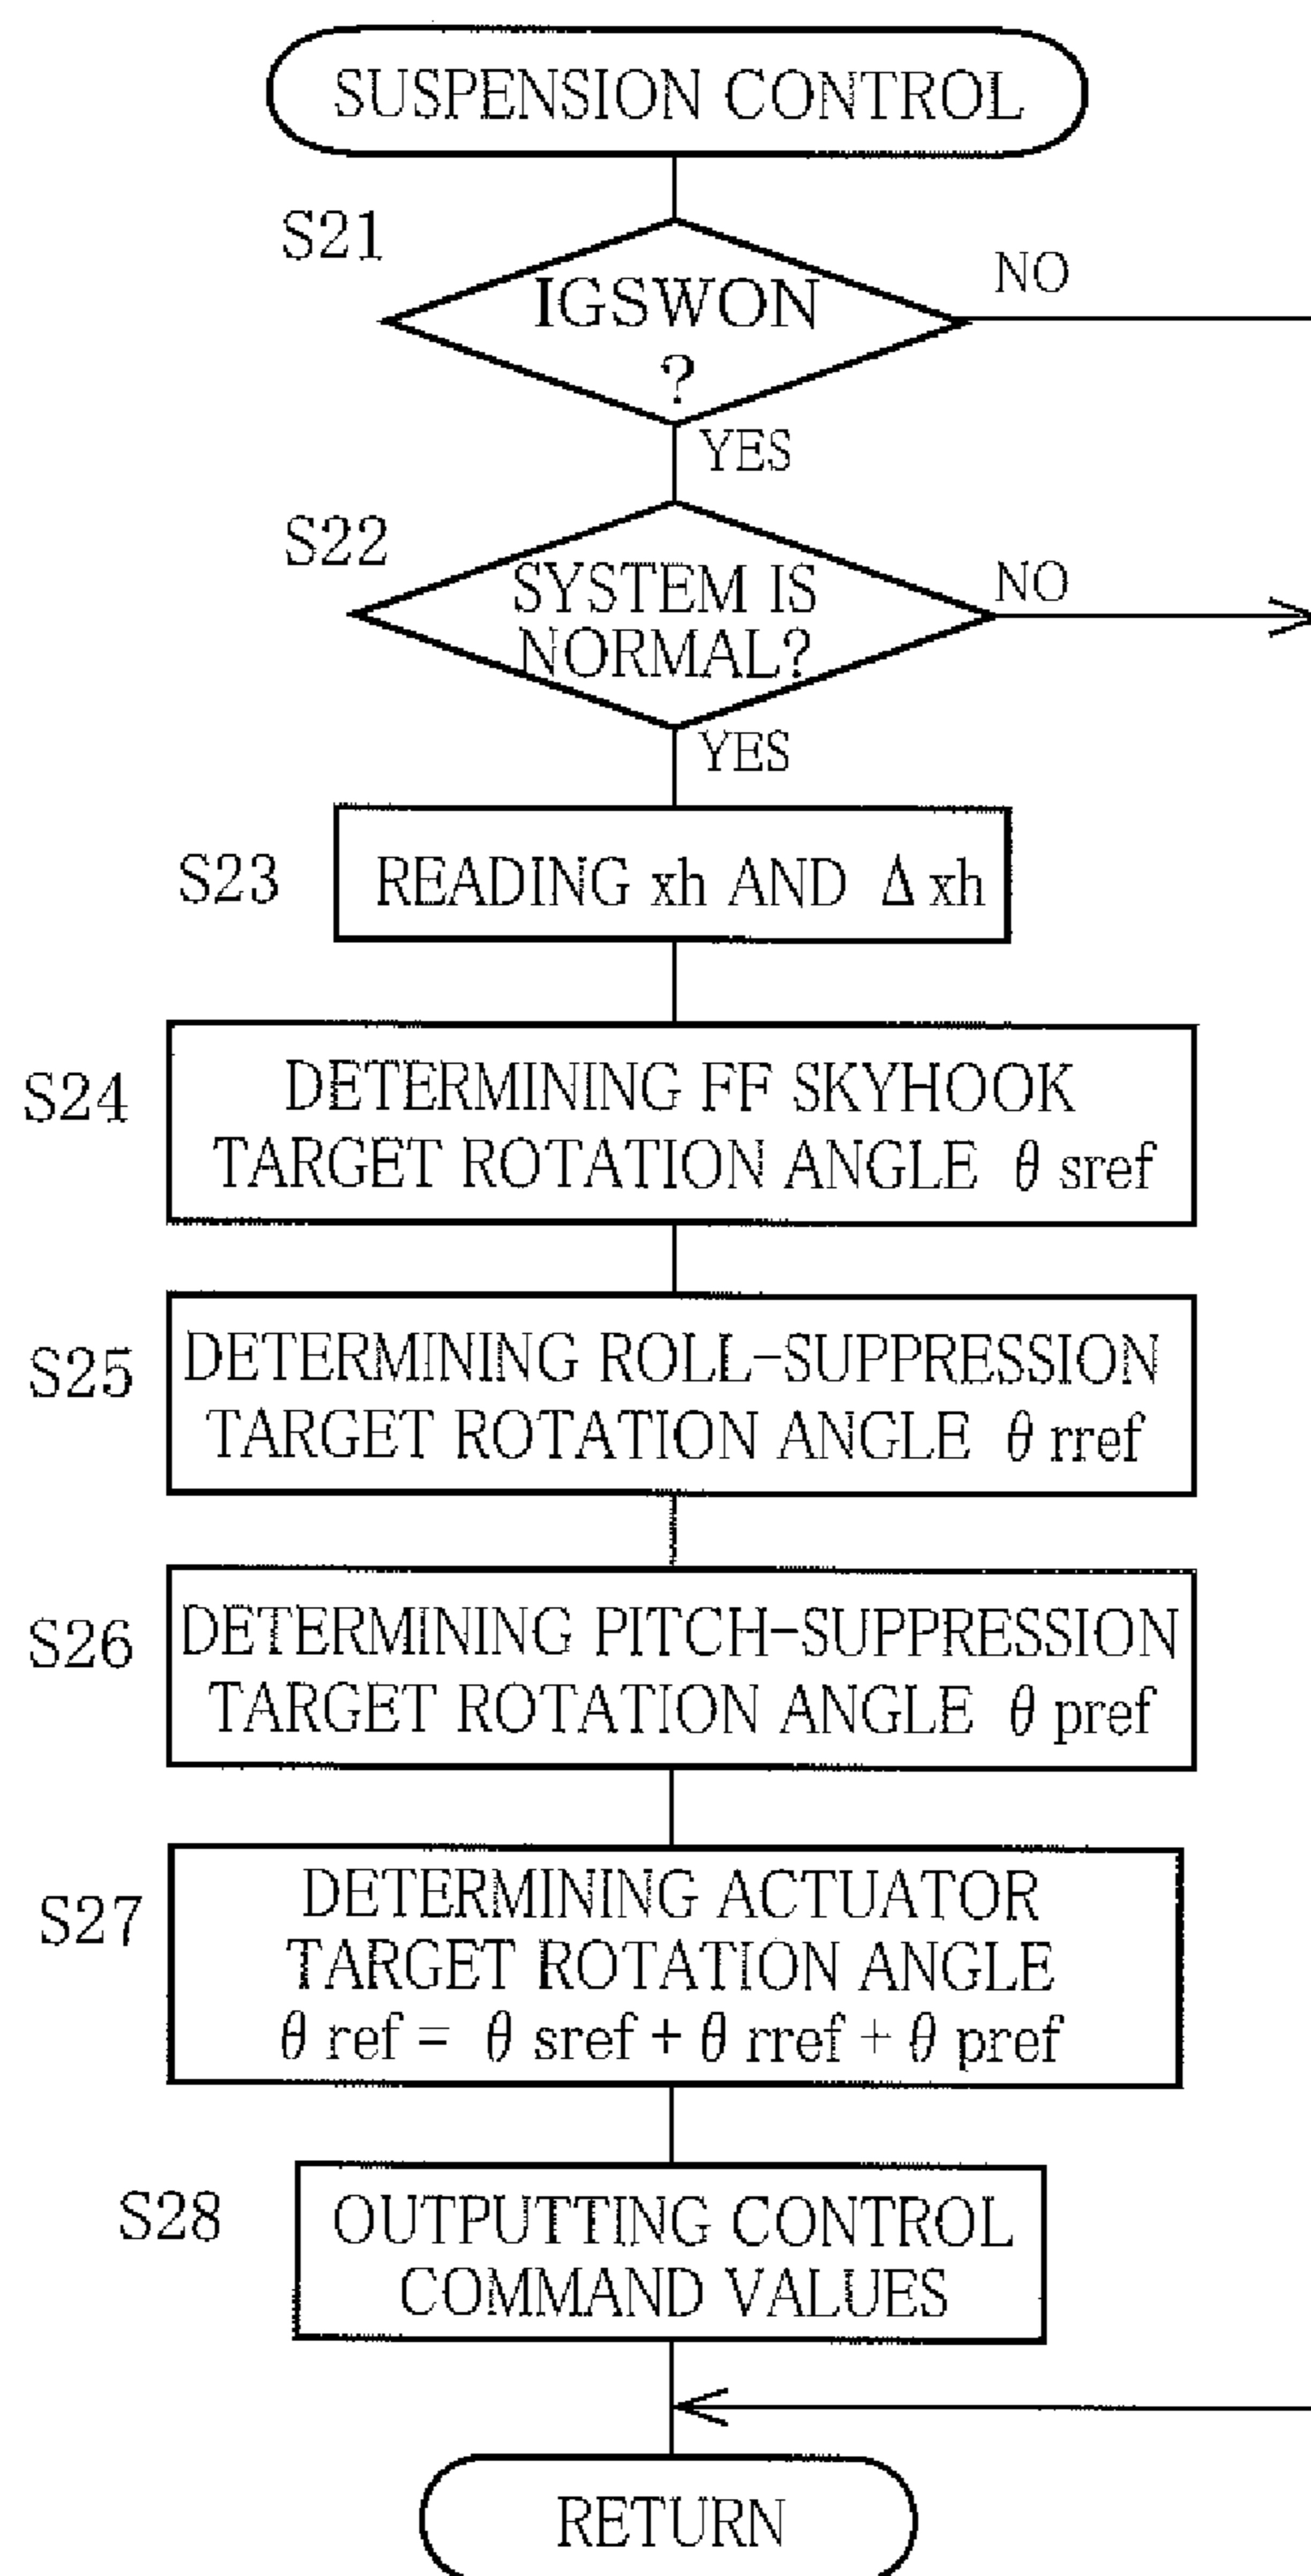 SUSPENSION CONTROL
S21
IGSWON
?
NO
YES
S22
SYSTEM IS
NORMAL?
NO
YES
S23
READING xh AND Δ xh
S24
DETERMINING FF SKYHOOK
TARGET ROTATION ANGLE θ sref
S25
DETERMINING ROLL-SUPPRESSION
TARGET ROTATION ANGLE θ rref
S26
DETERMINING PITCH-SUPPRESSION
TARGET ROTATION ANGLE θ pref
S27
DETERMINING ACTUATOR
TARGET ROTATION ANGLE
θ ref = θ sref + θ rref + θ pref
S28
OUTPUTTING CONTROL
COMMAND VALUES
RETURN